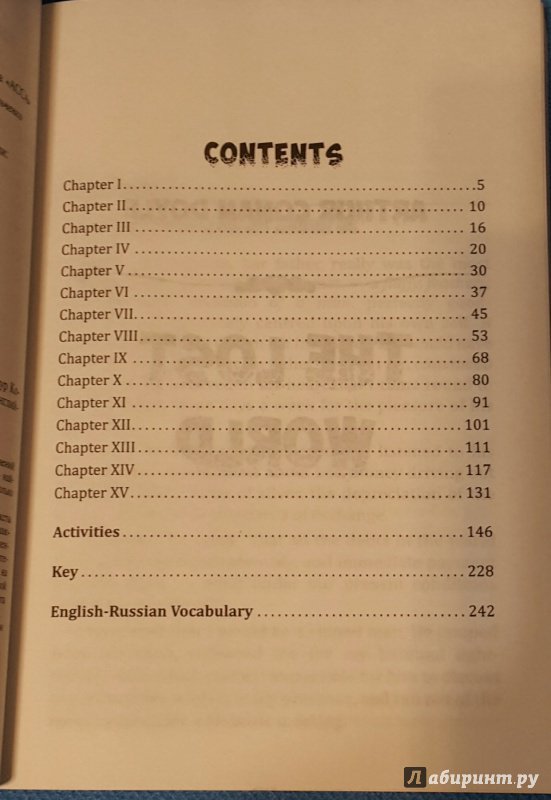 CONTENTS
Chapter I........................................................5
Chapter II ...................................................... 10
Chapter III ..................................................... 16
Chapter IV ..................................................... 20
Chapter V ...................................................... 30
Chapter VI ..................................................... 37
Chapter VII..................................................... 45
Chapter VIII.................................................... 53
Chapter IX ..................................................... 68
Chapter X ...................................................... 80
Chapter XI ..................................................... 91
Chapter XII.................................................... 101
Chapter XIII................................................... 111
Chapter XIV ................................................... 117
Chapter XV.................................................... 131
Activities ..................................................... 146
Key............................................................ 228
English-Russian Vocabulary ................................ 242
Лабиринт.ру